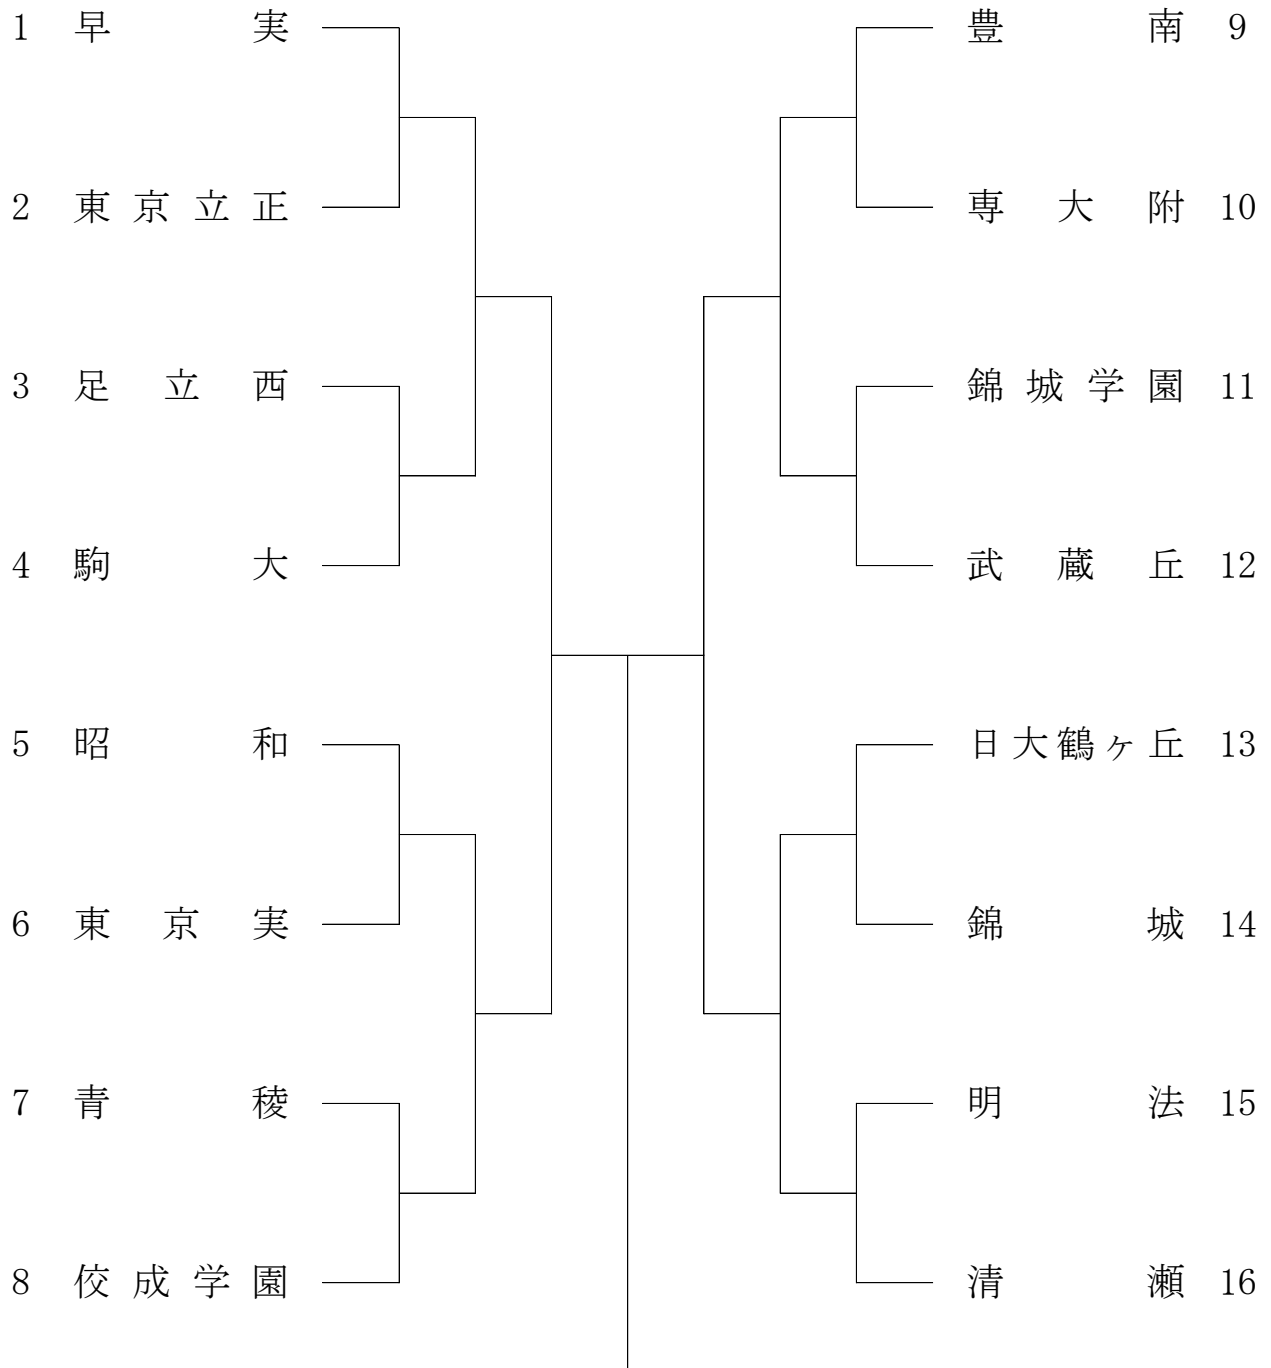 1 早実
2 東京立正
3 足立西
4 駒大
5 昭和
6 東京実
7 青稜
8 佼成学園
豊南 9
専大附 10
錦城学園 11
武蔵丘 12
日大鶴ヶ丘 13
錦城 14
明法 15
清瀬 16